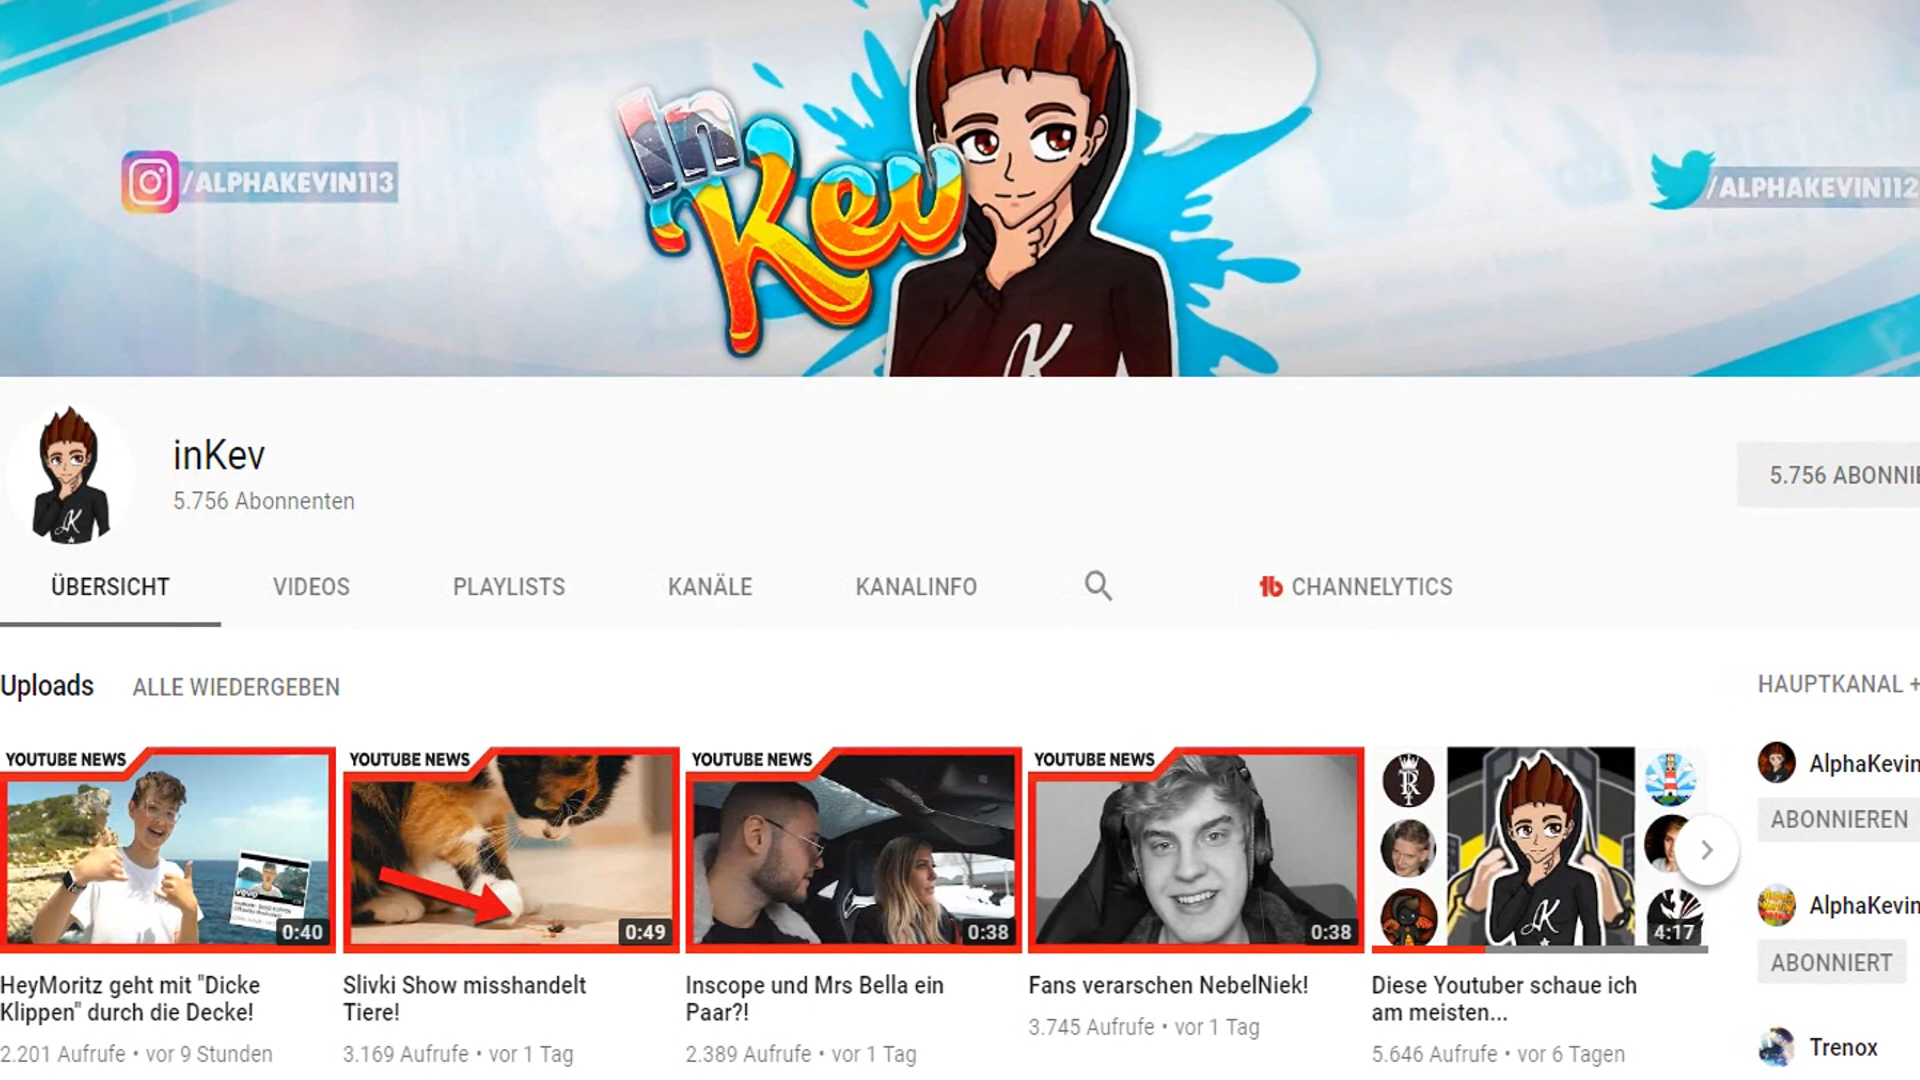 /ALPHAKEVIN113
in
Kev
/ALPHAKEVIN112
K
inKev
5.756 Abonnenten
K
5.756 ABONNIE
ÜBERSICHT
VIDEOS
PLAYLISTS
KANÄLE
KANALINFO
CHANNELYTICS
Uploads
ALLE WIEDERGEBEN
HAUPTKANAL +
YOUTUBE NEWS
0:40
HeyMoritz geht mit "Dicke
Klippen" durch die Decke!
2.201 Aufrufe • vor 9 Stunden
YOUTUBE NEWS
0:49
Slivki Show misshandelt
Tiere!
3.169 Aufrufe • vor 1 Tag
YOUTUBE NEWS
0:38
Inscope und Mrs Bella ein
Paar?!
2.389 Aufrufe • vor 1 Tag
YOUTUBE NEWS
0:38
Fans verarschen NebelNiek!
3.745 Aufrufe • vor 1 Tag
R
K
4:17
Diese Youtuber schaue ich
am meisten...
5.646 Aufrufe • vor 6 Tagen
AlphaKevin
ABONNIEREN
AlphaKevin
ABONNIERT
Trenox